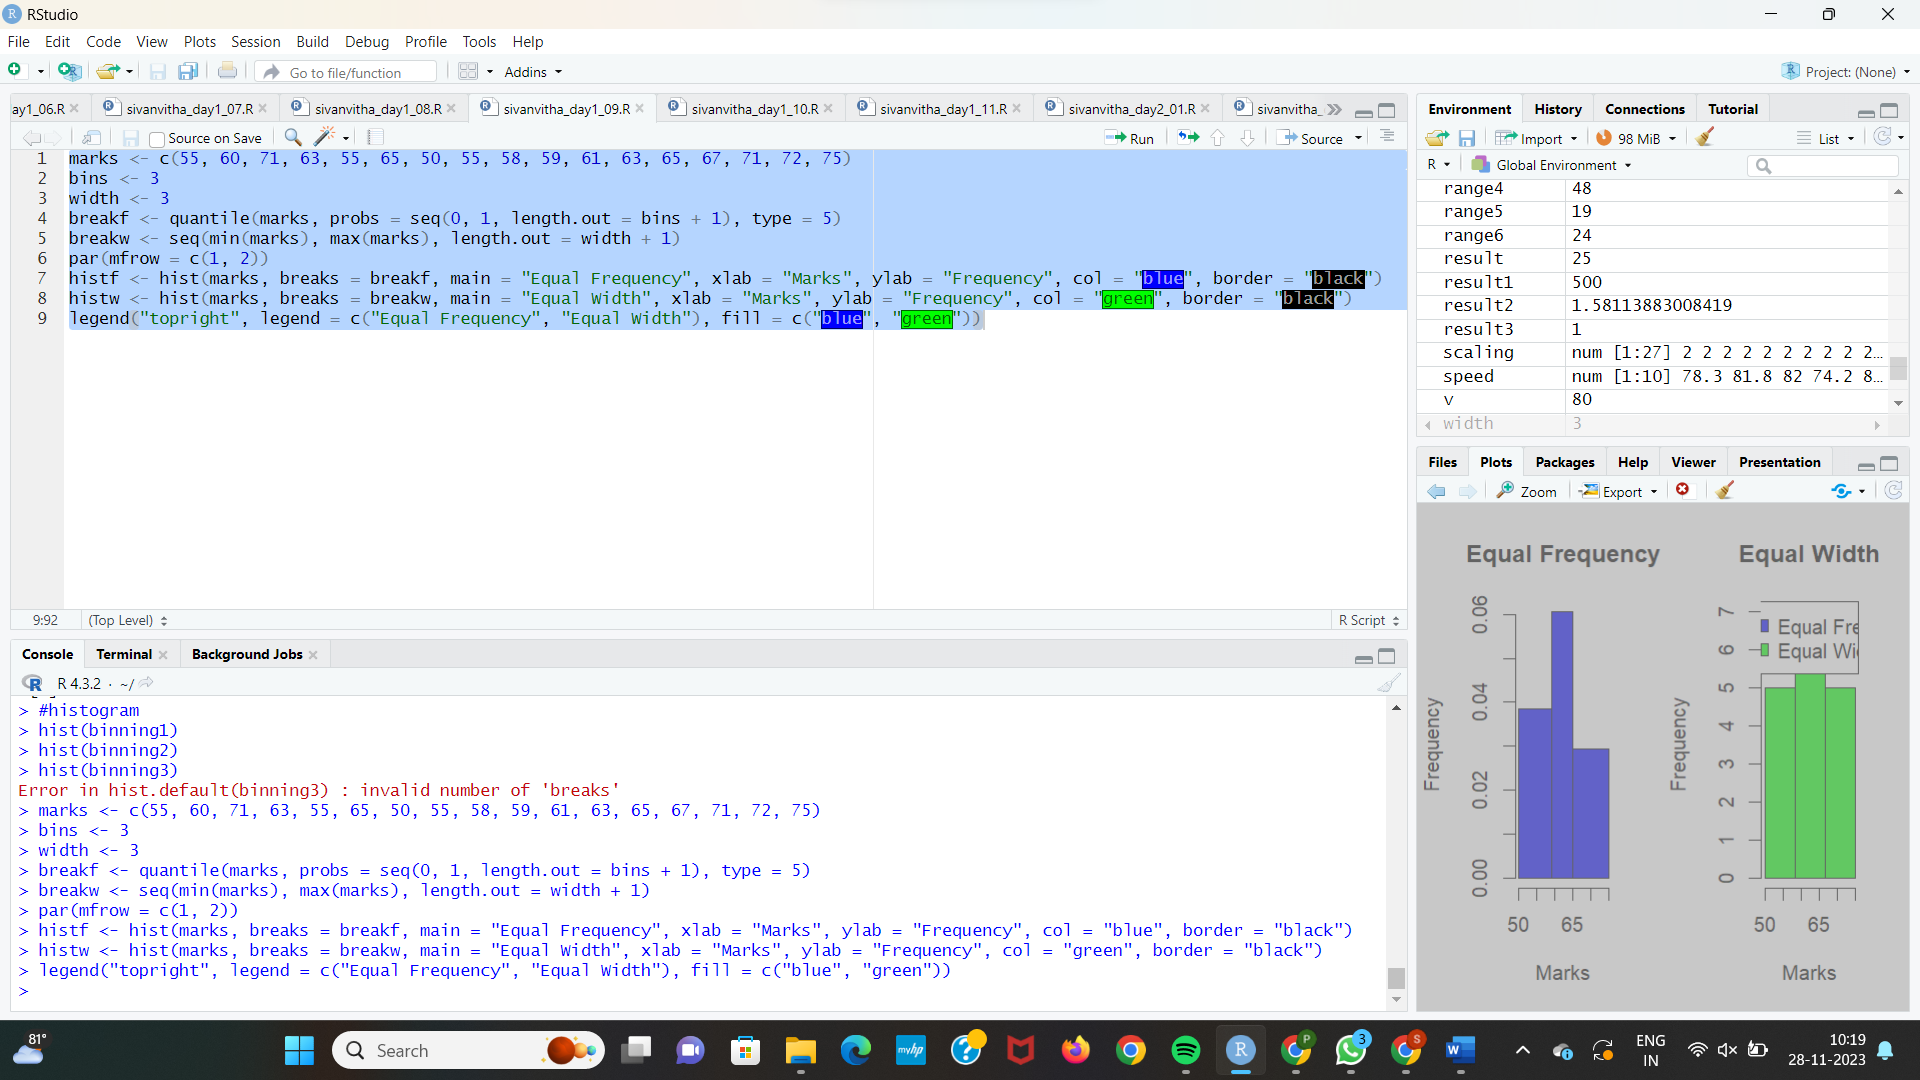 RStudio
File Edit Code View Plots Session Build Debug Profile Tools Help
Go to file/function Addins Project: (None)
ay1_06.R sivanvitha_day1_07.R sivanvitha_day1_08.R sivanvitha_day1_09.R sivanvitha_day1_10.R sivanvitha_day1_11.R sivanvitha_day2_01.R sivanvitha_
Source on Save Run Source
1 marks <- c(55, 60, 71, 63, 55, 65, 50, 55, 58, 59, 61, 63, 65, 67, 71, 72, 75)
2 bins <- 3
3 width <- 3
4 breakf <- quantile(marks, probs = seq(0, 1, length.out = bins + 1), type = 5)
5 breakw <- seq(min(marks), max(marks), length.out = width + 1)
6 par(mfrow = c(1, 2))
7 histf <- hist(marks, breaks = breakf, main = "Equal Frequency", xlab = "Marks", ylab = "Frequency", col = "blue", border = "black")
8 histw <- hist(marks, breaks = breakw, main = "Equal Width", xlab = "Marks", ylab = "Frequency", col = "green", border = "black")
9 legend("topright", legend = c("Equal Frequency", "Equal Width"), fill = c("blue", "green"))
9:92 (Top Level) R Script
Console Terminal Background Jobs
R 4.3.2 · ~/
> #histogram
> hist(binning1)
> hist(binning2)
> hist(binning3)
Error in hist.default(binning3) : invalid number of 'breaks'
> marks <- c(55, 60, 71, 63, 55, 65, 50, 55, 58, 59, 61, 63, 65, 67, 71, 72, 75)
> bins <- 3
> width <- 3
> breakf <- quantile(marks, probs = seq(0, 1, length.out = bins + 1), type = 5)
> breakw <- seq(min(marks), max(marks), length.out = width + 1)
> par(mfrow = c(1, 2))
> histf <- hist(marks, breaks = breakf, main = "Equal Frequency", xlab = "Marks", ylab = "Frequency", col = "blue", border = "black")
> histw <- hist(marks, breaks = breakw, main = "Equal Width", xlab = "Marks", ylab = "Frequency", col = "green", border = "black")
> legend("topright", legend = c("Equal Frequency", "Equal Width"), fill = c("blue", "green"))
>
Environment History Connections Tutorial
Import 98 MiB List
R Global Environment
range4 48
range5 19
range6 24
result 25
result1 500
result2 1.58113883008419
result3 1
scaling num [1:27] 2 2 2 2 2 2 2 2 2 2…
speed num [1:10] 78.3 81.8 82 74.2 8…
v 80
width 3
Files Plots Packages Help Viewer Presentation
Zoom Export
Equal Frequency
Frequency
0.06
0.04
0.02
0.00
50 65
Marks
Equal Width
Frequency
7
6
5
4
3
2
1
0
Equal Fre
Equal Wi
50 65
Marks
81°
Search
myhp
P
3
S
W
ENG
IN
10:19
28-11-2023